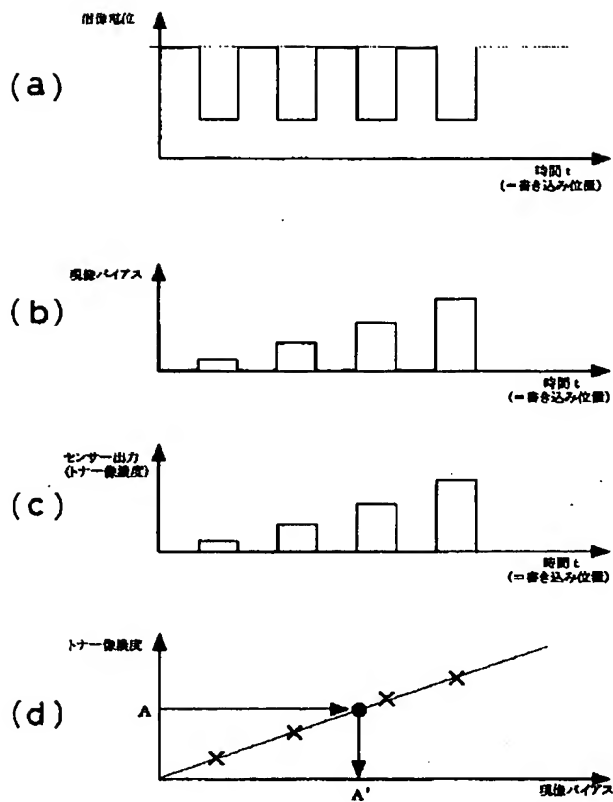 潜像電位
(a)
時間 t
(=書き込み位置)
現像バイアス
(b)
時間 t
(=書き込み位置)
センサー出力
(トナー像濃度)
(c)
時間 t
(=書き込み位置)
トナー像濃度
(d)
A
A'
現像バイアス